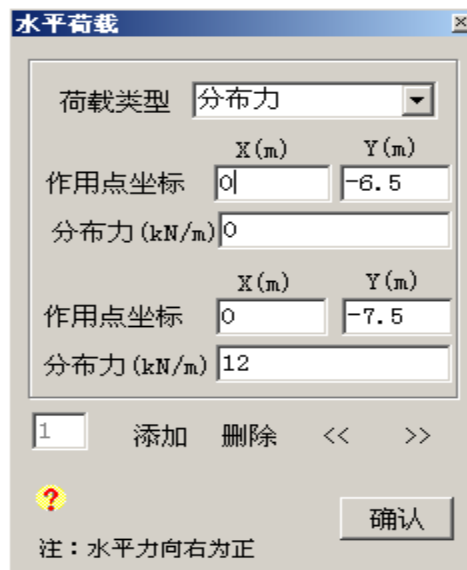 水平荷载
荷载类型 分布力
X(m) Y(m)
作用点坐标 0 -6.5
分布力(kN/m) 0
X(m) Y(m)
作用点坐标 0 -7.5
分布力(kN/m) 12
1 添加 删除 << >>
?
确认
注：水平力向右为正